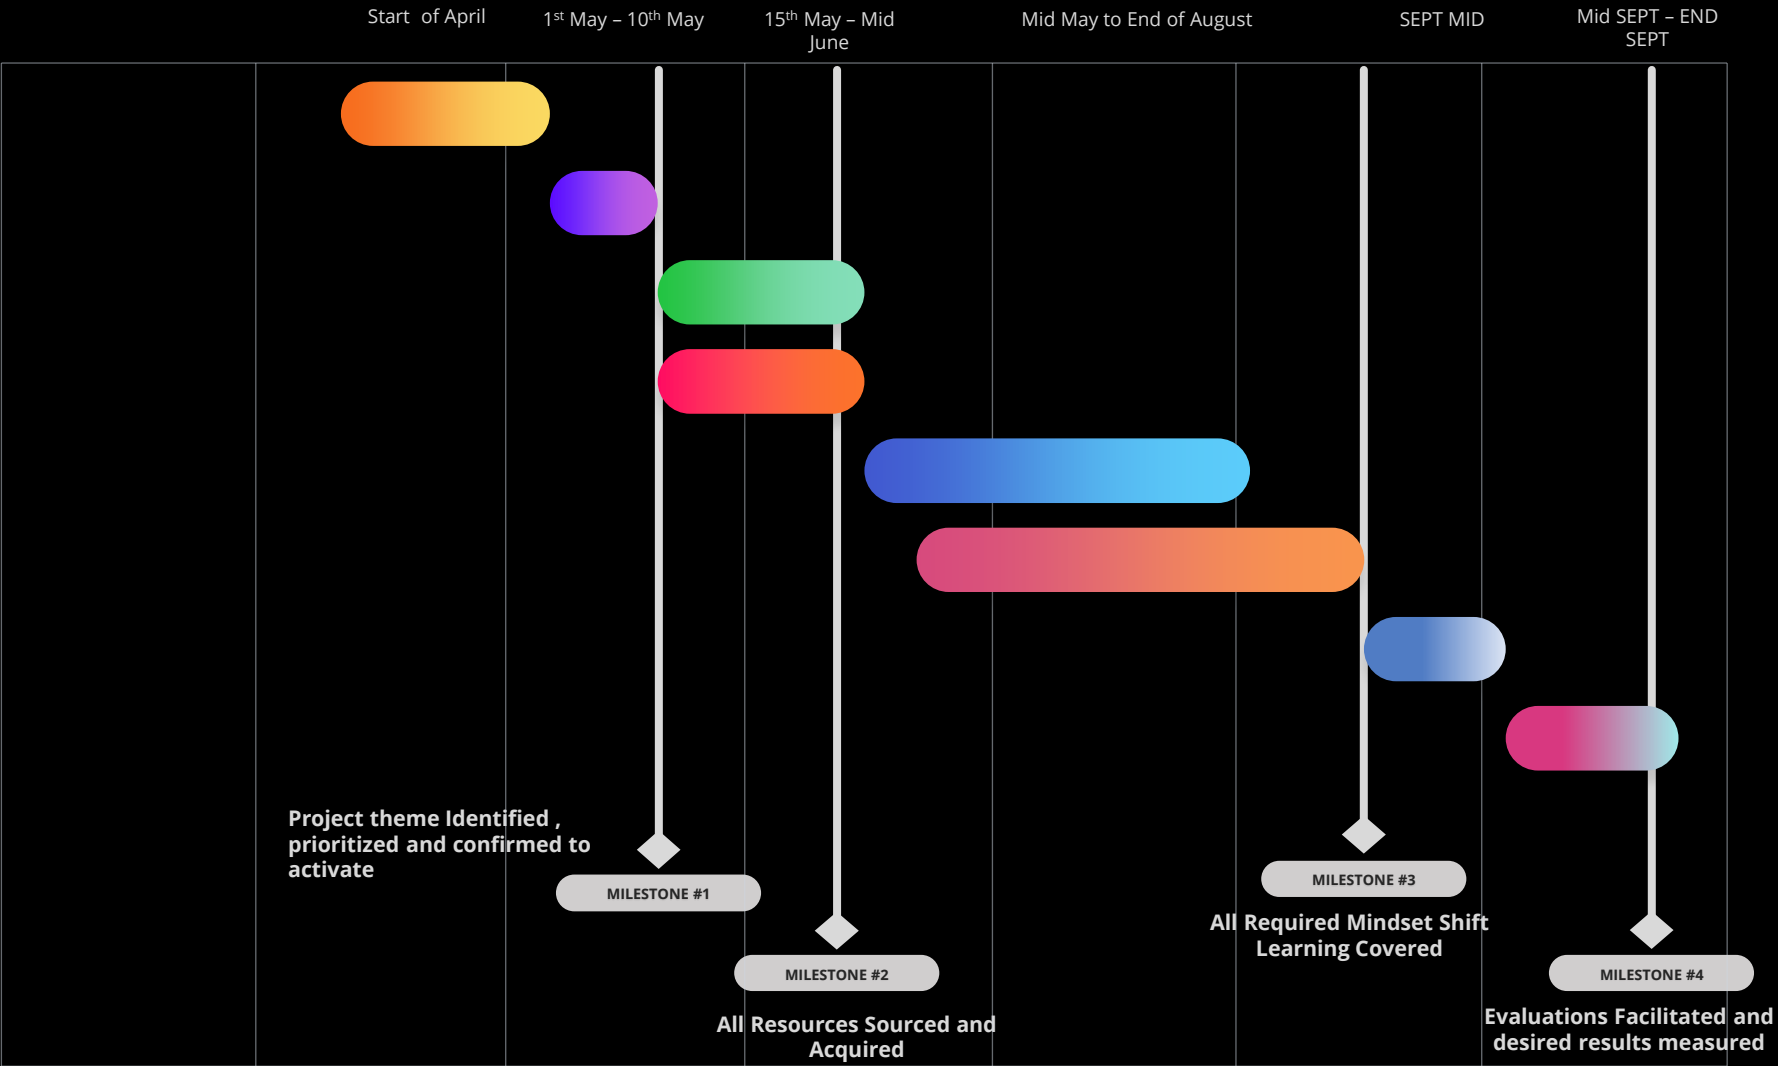 Start  of April
1st May – 10th May
15th May – Mid
June
Mid May to End of August
SEPT MID
Mid SEPT – END
SEPT
Project theme Identified ,
prioritized and confirmed to
activate
MILESTONE #1
MILESTONE #2
All Resources Sourced and
Acquired
MILESTONE #3
All Required Mindset Shift
Learning Covered
MILESTONE #4
Evaluations Facilitated and
desired results measured